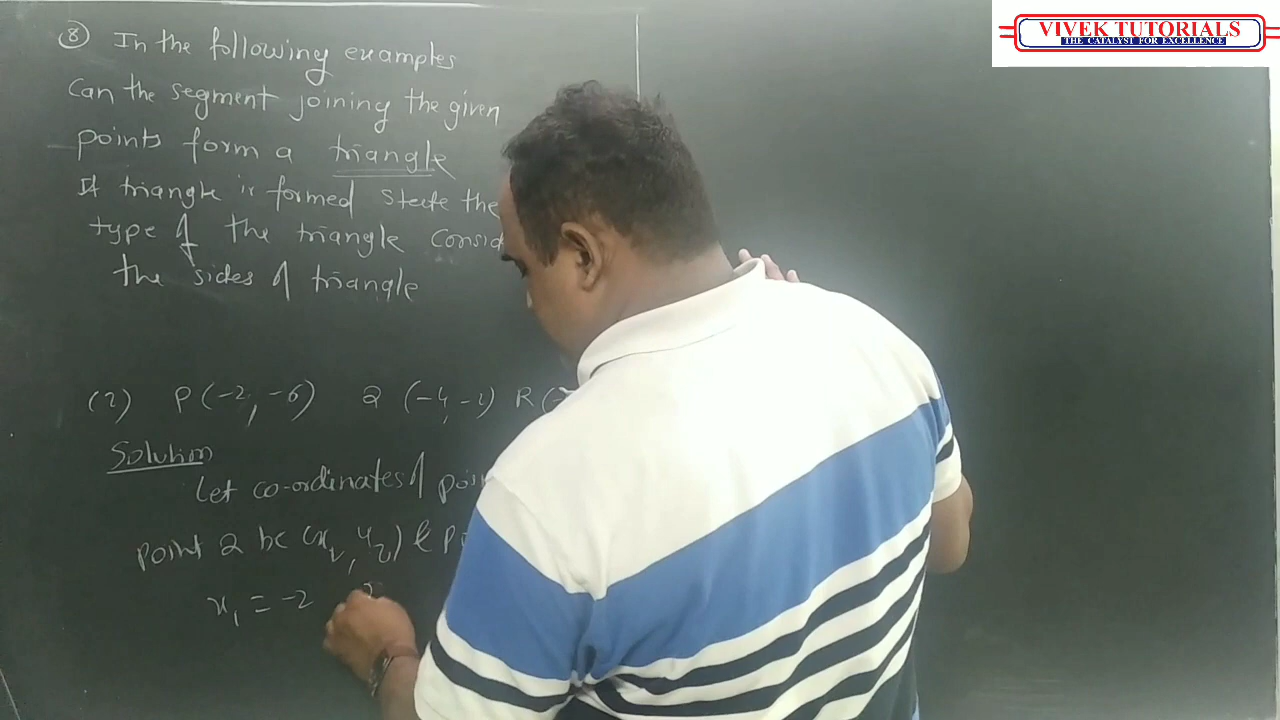 VIVEK TUTORIALS
THE CATALYST FOR EXCELLENCE
(8) In the following examples
Can the segment joining the given
points form a triangle
If triangle is formed state the
type of the triangle Consid
the sides of triangle
(2) P(-2, -6) Q (-4, -2) R (-
Solution
Let co-ordinates of poin
point Q be (x2, y2) & P
x1 = -2